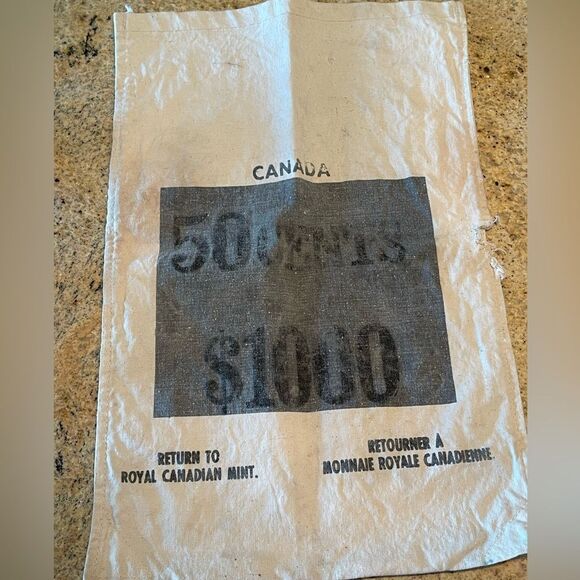 CANADA
50 CENTS
$1000
RETURN TO
ROYAL CANADIAN MINT.
RETOURNER A
MONNAIE ROYALE CANADIENNE.